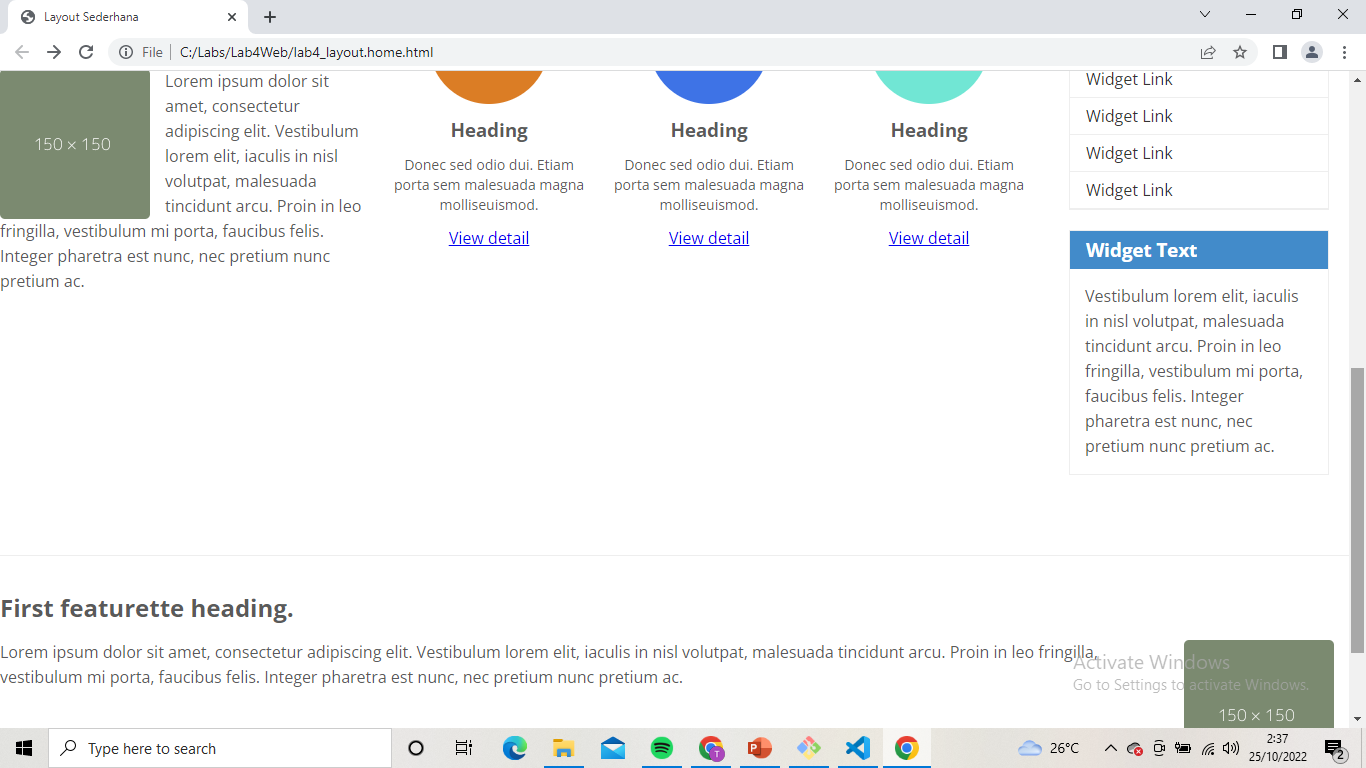 Layout Sederhana
File
C:/Labs/Lab4Web/lab4_layout.home.html
150 × 150
Lorem ipsum dolor sit
amet, consectetur
adipiscing elit. Vestibulum
lorem elit, iaculis in nisl
volutpat, malesuada
tincidunt arcu. Proin in leo
fringilla, vestibulum mi porta, faucibus felis.
Integer pharetra est nunc, nec pretium nunc
pretium ac.
Heading
Donec sed odio dui. Etiam
porta sem malesuada magna
molliseuismod.
View detail
Heading
Donec sed odio dui. Etiam
porta sem malesuada magna
molliseuismod.
View detail
Heading
Donec sed odio dui. Etiam
porta sem malesuada magna
molliseuismod.
View detail
Widget Link
Widget Link
Widget Link
Widget Link
Widget Text
Vestibulum lorem elit, iaculis
in nisl volutpat, malesuada
tincidunt arcu. Proin in leo
fringilla, vestibulum mi porta,
faucibus felis. Integer
pharetra est nunc, nec
pretium nunc pretium ac.
First featurette heading.
Lorem ipsum dolor sit amet, consectetur adipiscing elit. Vestibulum lorem elit, iaculis in nisl volutpat, malesuada tincidunt arcu. Proin in leo fringilla,
vestibulum mi porta, faucibus felis. Integer pharetra est nunc, nec pretium nunc pretium ac.
150 × 150
Activate Windows
Go to Settings to activate Windows.
Type here to search
T
26°C
2:37
25/10/2022
2